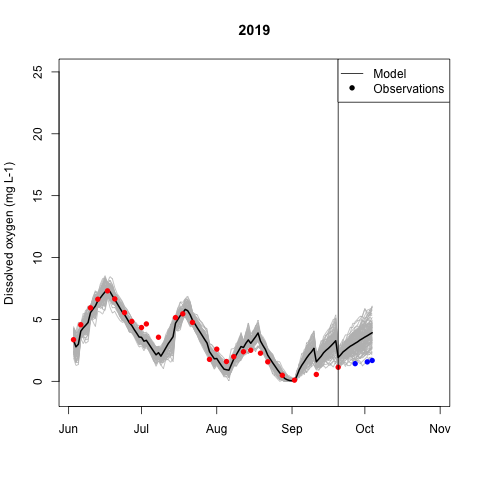 2019
Dissolved oxygen (mg L-1)
25
20
15
10
5
0
Model
Observations
Jun Jul Aug Sep Oct Nov